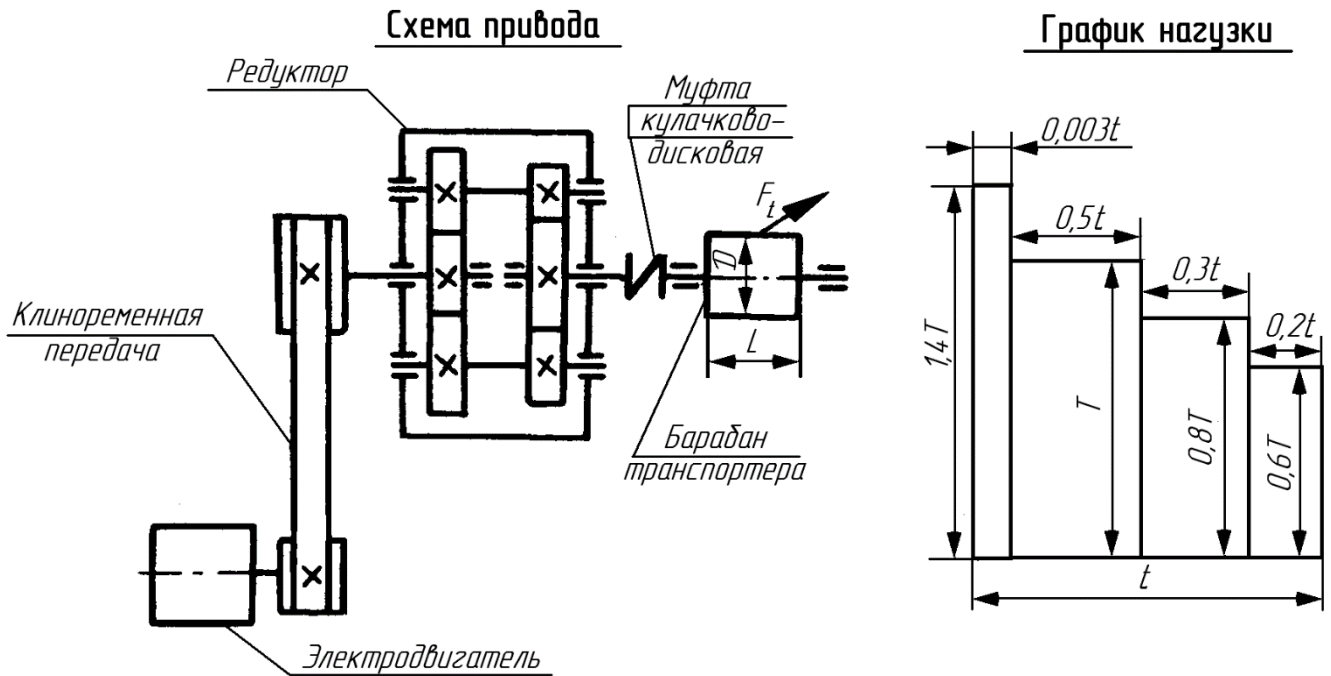 Схема привода
График нагузки
Редуктор
Муфта
кулачково-
дисковая
Клиноременная
передача
Барабан
транспортера
Электродвигатель
F_t
D
L
0,003t
0,5t
0,3t
0,2t
1,4T
T
0,8T
0,6T
t